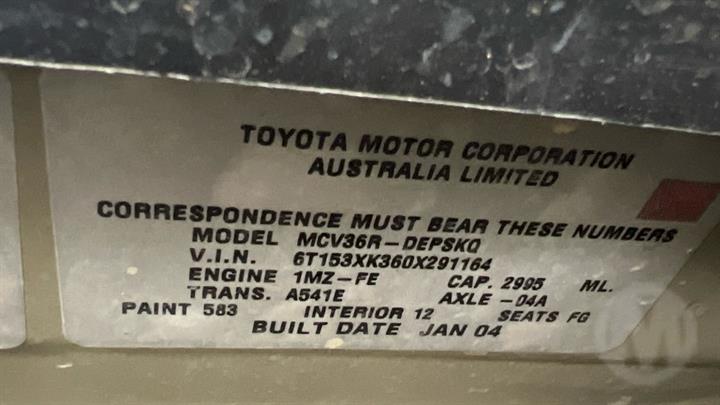 TOYOTA MOTOR CORPORATION
AUSTRALIA LIMITED
CORRESPONDENCE MUST BEAR THESE NUMBERS
MODEL MCV36R-DEPSKQ
V.I.N. 6T153XK360X291164
ENGINE 1MZ-FE CAP. 2995 ML.
TRANS. A541E AXLE -04A
PAINT 583 INTERIOR 12 SEATS FG
BUILT DATE JAN 04